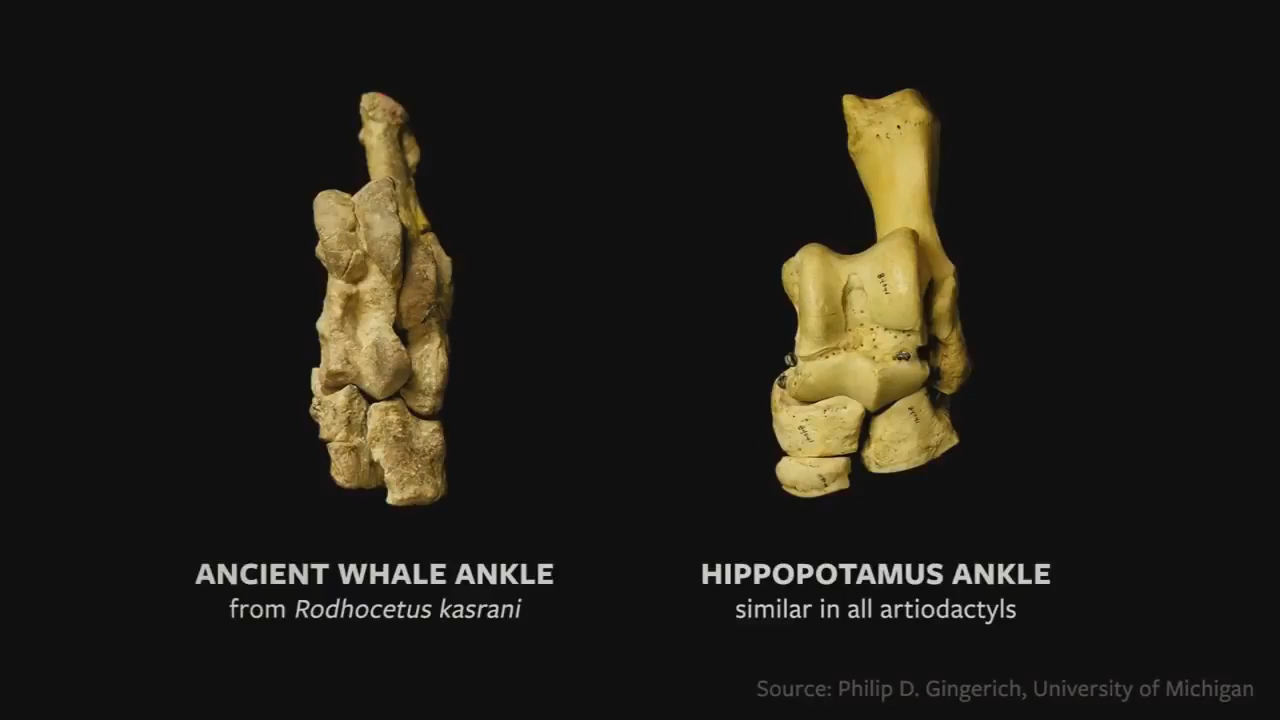 ANCIENT WHALE ANKLE
from Rodhocetus kasrani
HIPPOPOTAMUS ANKLE
similar in all artiodactyls
Source: Philip D. Gingerich, University of Michigan